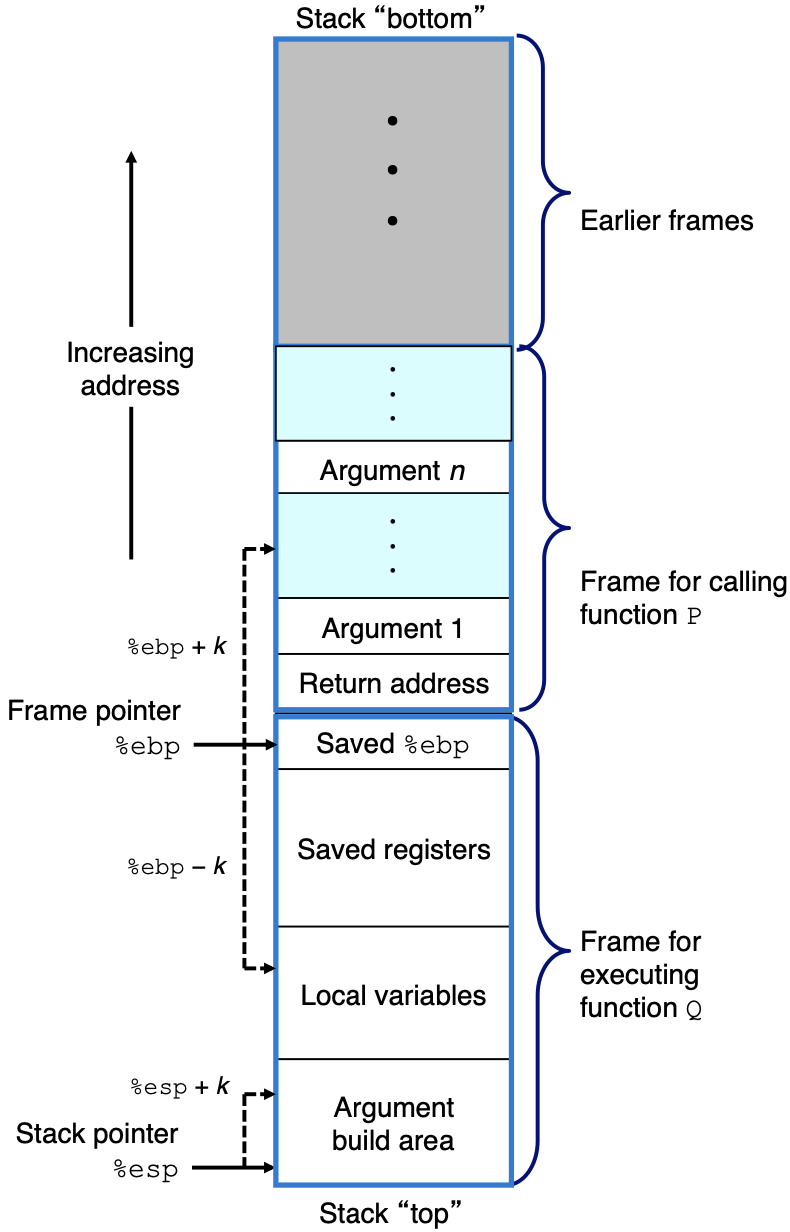 Stack “bottom”
Earlier frames
Increasing
address
Argument n
Frame for calling
function P
%ebp + k
Argument 1
Return address
Frame pointer
%ebp
Saved %ebp
Saved registers
%ebp – k
Frame for
executing
function Q
Local variables
%esp + k
Argument
build area
Stack pointer
%esp
Stack “top”